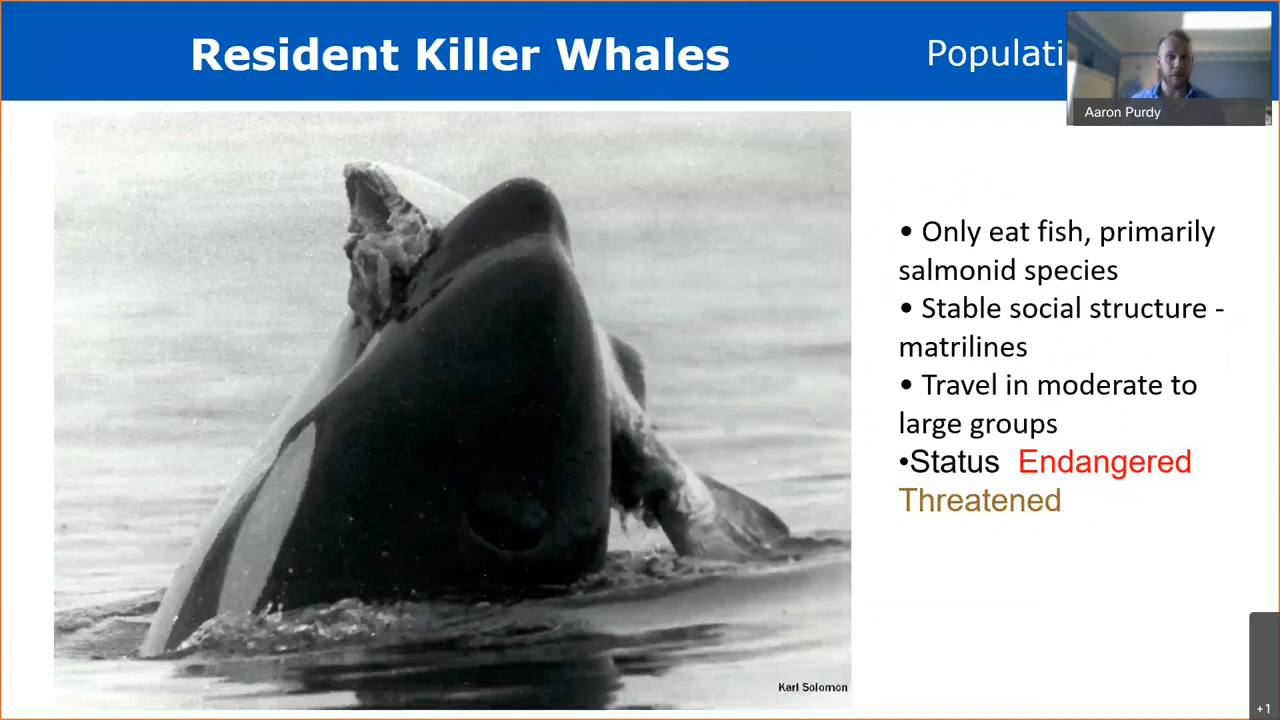 Resident Killer Whales
Populati
Aaron Purdy
• Only eat fish, primarily
salmonid species
• Stable social structure -
matrilines
• Travel in moderate to
large groups
•Status Endangered
Threatened
Karl Solomon
+1